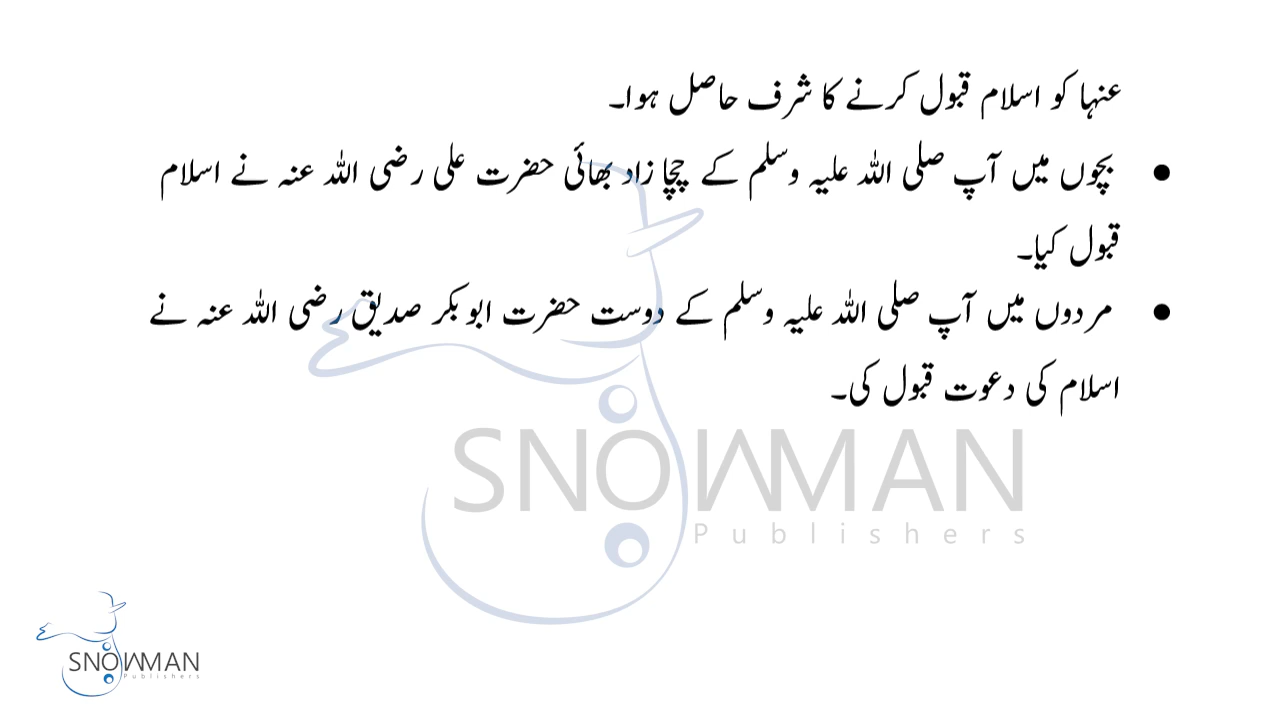 عنہا کو اسلام قبول کرنے کا شرف حاصل ہوا۔
● بچوں میں آپ صلی اللہ علیہ وسلم کے چچا زاد بھائی حضرت علی رضی اللہ عنہ نے اسلام
قبول کیا۔
● مردوں میں آپ صلی اللہ علیہ وسلم کے دوست حضرت ابوبکر صدیق رضی اللہ عنہ نے
اسلام کی دعوت قبول کی۔
SNOWMAN
Publishers
SNOWMAN
Publishers